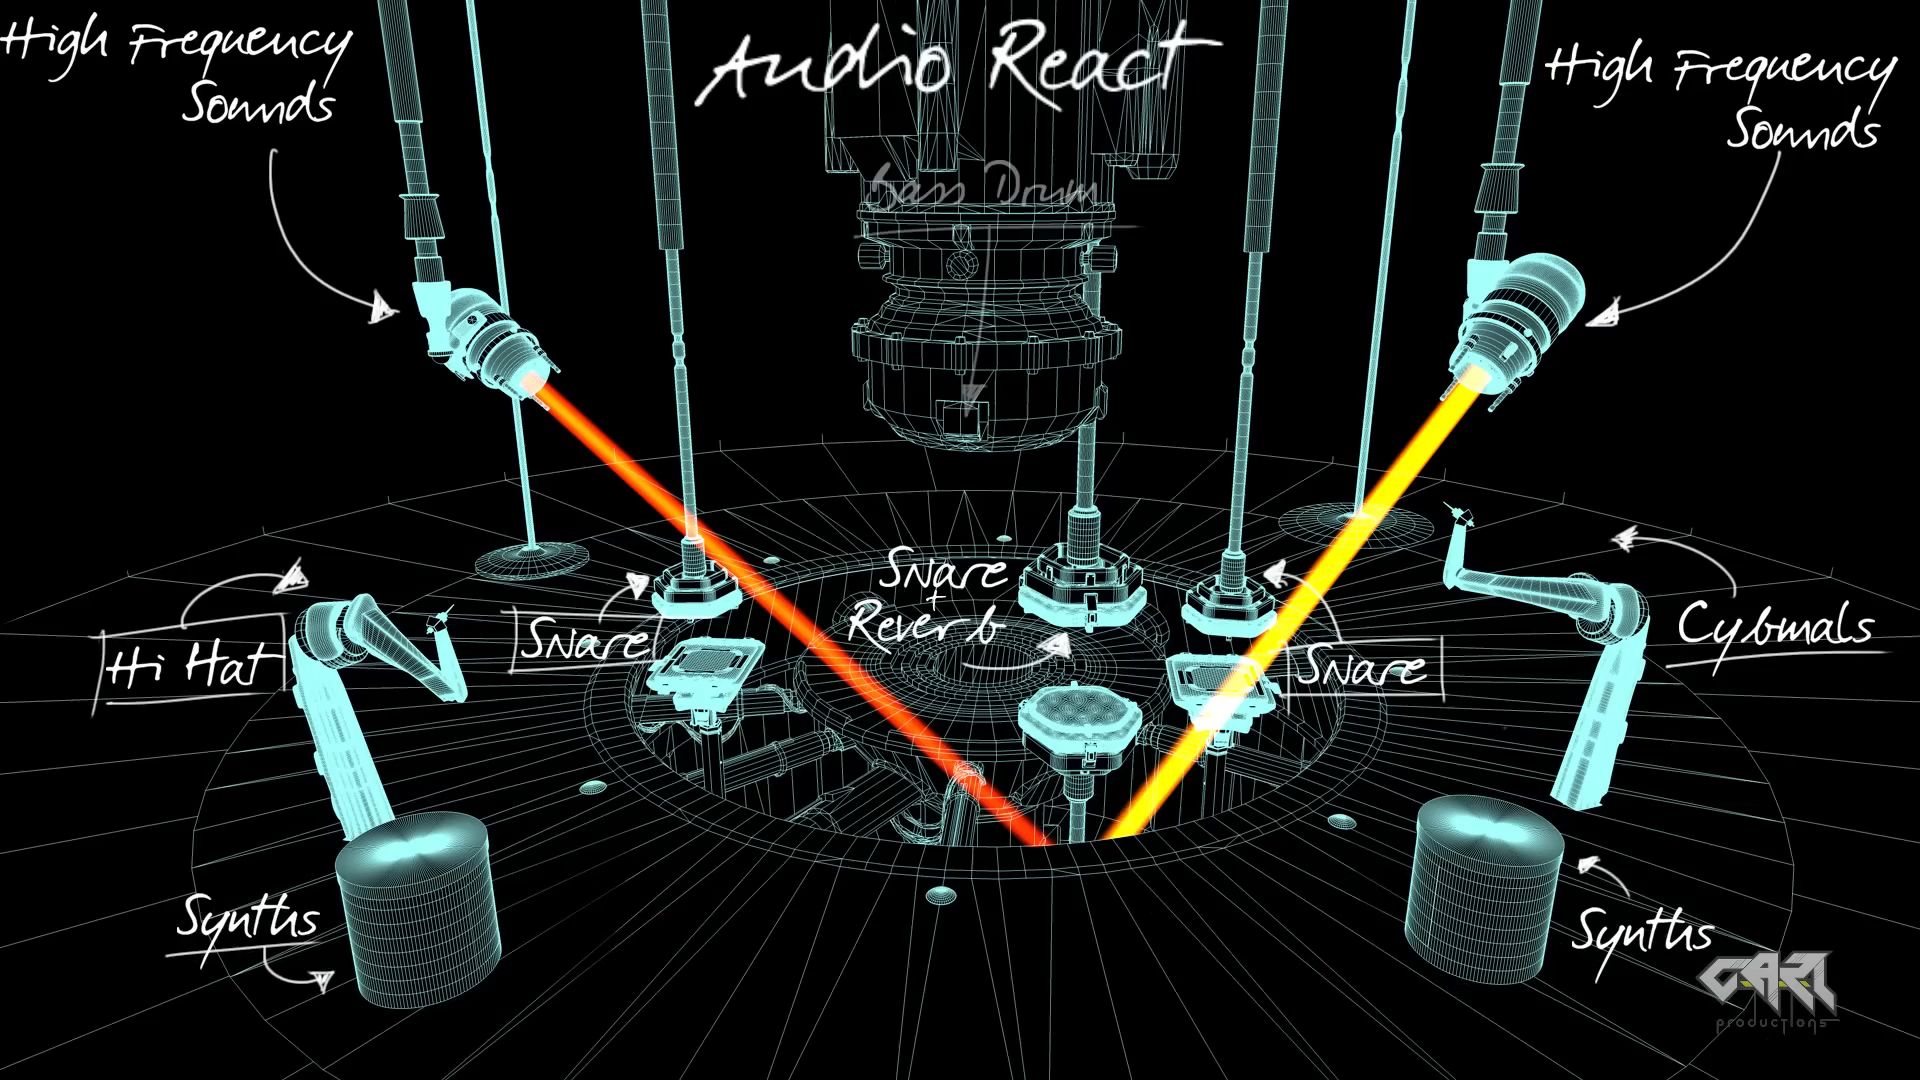 Audio React
High Frequency
Sounds
High Frequency
Sounds
Bass Drum
Snare
+
Reverb
Hi Hat
Snare
Snare
Cybmals
Synths
Synths
CARL
productions